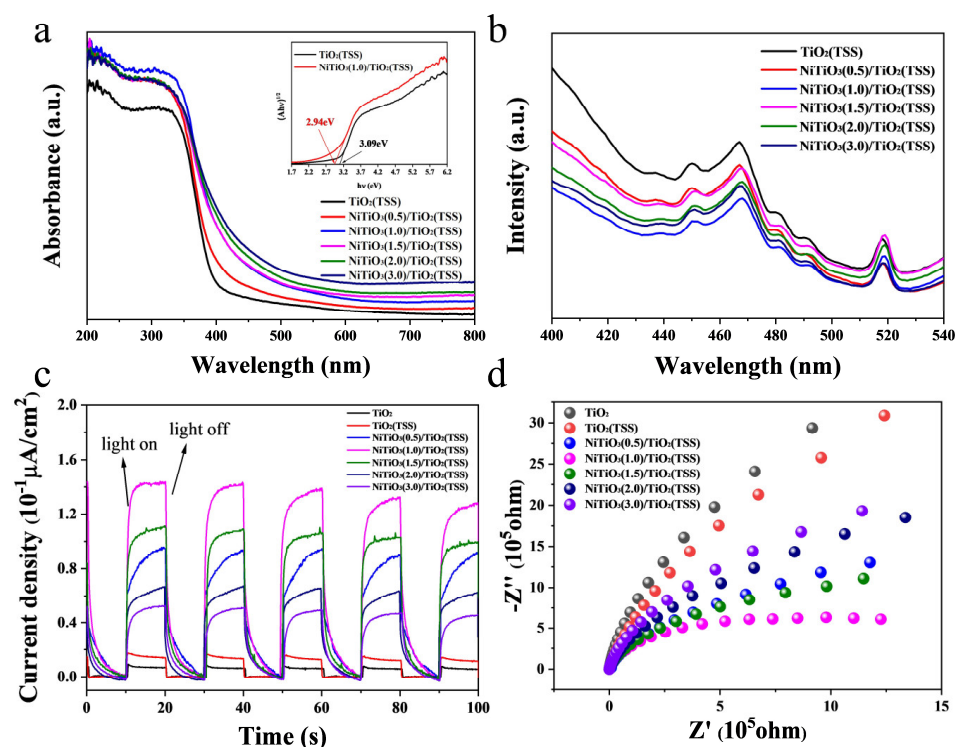 a
Absorbance (a.u.)
TiO₂(TSS)
NiTiO₃(1.0)/TiO₂(TSS)
(Ahν)¹/²
2.94eV
3.09eV
1.7 2.2 2.7 3.2 3.7 4.2 4.7 5.2 5.7 6.2
hν (eV)
TiO₂(TSS)
NiTiO₃(0.5)/TiO₂(TSS)
NiTiO₃(1.0)/TiO₂(TSS)
NiTiO₃(1.5)/TiO₂(TSS)
NiTiO₃(2.0)/TiO₂(TSS)
NiTiO₃(3.0)/TiO₂(TSS)
200 300 400 500 600 700 800
Wavelength (nm)
b
Intensity (a.u.)
TiO₂(TSS)
NiTiO₃(0.5)/TiO₂(TSS)
NiTiO₃(1.0)/TiO₂(TSS)
NiTiO₃(1.5)/TiO₂(TSS)
NiTiO₃(2.0)/TiO₂(TSS)
NiTiO₃(3.0)/TiO₂(TSS)
400 420 440 460 480 500 520 540
Wavelength (nm)
c
Current density (10⁻¹μA/cm²)
2.0
1.6
1.2
0.8
0.4
0.0
light on
light off
TiO₂
TiO₂(TSS)
NiTiO₃(0.5)/TiO₂(TSS)
NiTiO₃(1.0)/TiO₂(TSS)
NiTiO₃(1.5)/TiO₂(TSS)
NiTiO₃(2.0)/TiO₂(TSS)
NiTiO₃(3.0)/TiO₂(TSS)
0 20 40 60 80 100
Time (s)
d
-Z'' (10⁵ohm)
30
25
20
15
10
5
0
TiO₂
TiO₂(TSS)
NiTiO₃(0.5)/TiO₂(TSS)
NiTiO₃(1.0)/TiO₂(TSS)
NiTiO₃(1.5)/TiO₂(TSS)
NiTiO₃(2.0)/TiO₂(TSS)
NiTiO₃(3.0)/TiO₂(TSS)
0 5 10 15
Z' (10⁵ohm)